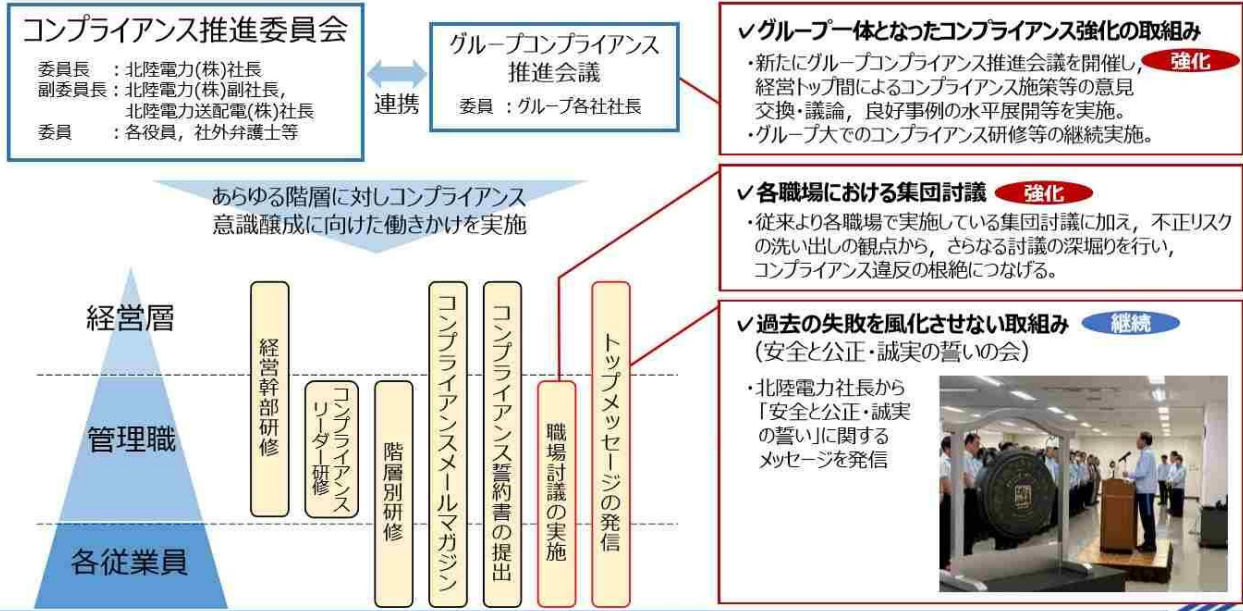 コンプライアンス推進委員会
委員長 ：北陸電力(株)社長
副委員長：北陸電力(株)副社長，
北陸電力送配電(株)社長
委員 ：各役員，社外弁護士等
連携
グループコンプライアンス
推進会議
委員 ：グループ各社社長
あらゆる階層に対しコンプライアンス
意識醸成に向けた働きかけを実施
経営層
管理職
各従業員
経営幹部研修
コンプライアンス
リーダー研修
階層別研修
コンプライアンスメールマガジン
コンプライアンス誓約書の提出
職場討議の実施
トップメッセージの発信
✓グループ一体となったコンプライアンス強化の取組み
強化
・新たにグループコンプライアンス推進会議を開催し，
経営トップ間によるコンプライアンス施策等の意見
交換・議論，良好事例の水平展開等を実施。
・グループ大でのコンプライアンス研修等の継続実施。
✓各職場における集団討議 強化
・従来より各職場で実施している集団討議に加え，不正リスク
の洗い出しの観点から，さらなる討議の深堀りを行い，
コンプライアンス違反の根絶につなげる。
✓過去の失敗を風化させない取組み 継続
（安全と公正・誠実の誓いの会）
・北陸電力社長から
「安全と公正・誠実
の誓い」に関する
メッセージを発信